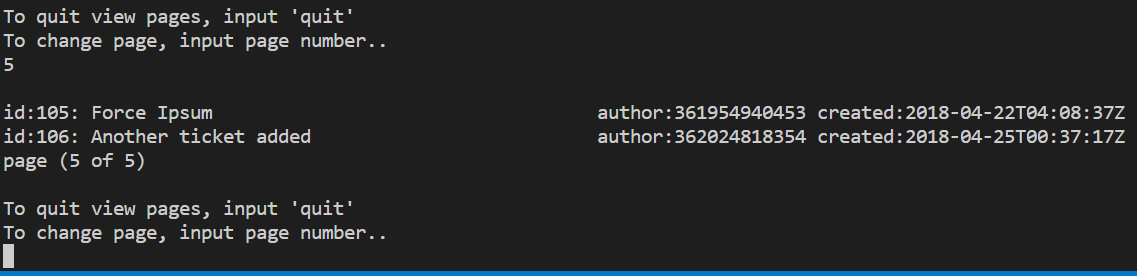 To quit view pages, input 'quit'
To change page, input page number..
5
id:105: Force Ipsum author:361954940453 created:2018-04-22T04:08:37Z
id:106: Another ticket added author:362024818354 created:2018-04-25T00:37:17Z
page (5 of 5)
To quit view pages, input 'quit'
To change page, input page number..